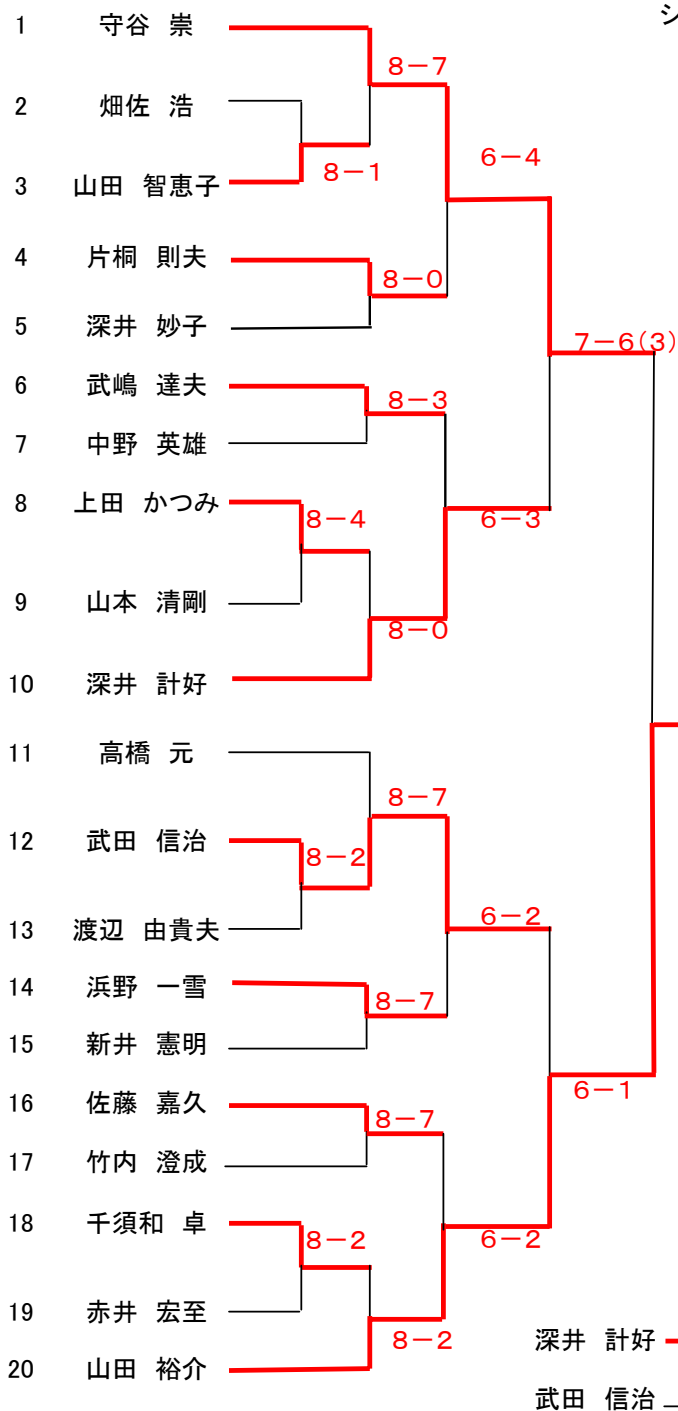 シ
1 守谷 崇
8-7
2 畑佐 浩
6-4
8-1
3 山田 智恵子
4 片桐 則夫
8-0
5 深井 妙子
7-6(3)
6 武嶋 達夫
8-3
7 中野 英雄
8 上田 かつみ
8-4
6-3
9 山本 清剛
8-0
10 深井 計好
11 高橋 元
8-7
12 武田 信治
8-2
6-2
13 渡辺 由貴夫
14 浜野 一雪
8-7
15 新井 憲明
6-1
16 佐藤 嘉久
8-7
17 竹内 澄成
18 千須和 卓
8-2
6-2
19 赤井 宏至
8-2
深井 計好
20 山田 裕介
武田 信治